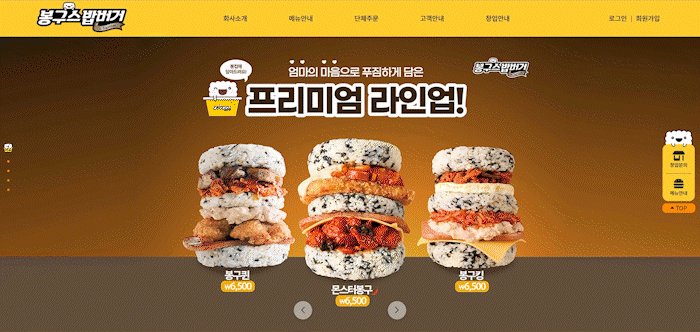 봉구스밥버거
회사소개
메뉴안내
단체주문
고객안내
창업안내
로그인 | 회원가입
엄마의 마음으로 푸짐하게 담은
프리미엄 라인업!
봉구스밥버거
봉구퀸
₩6,500
몬스터봉구
₩6,500
봉구킹
₩6,500
창업문의
메뉴안내
▲ TOP